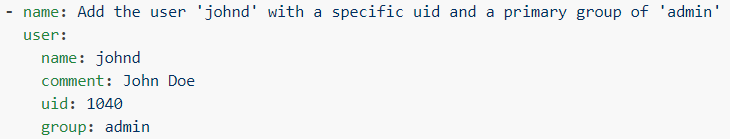 - name: Add the user 'johnd' with a specific uid and a primary group of 'admin'
  user:
    name: johnd
    comment: John Doe
    uid: 1040
    group: admin